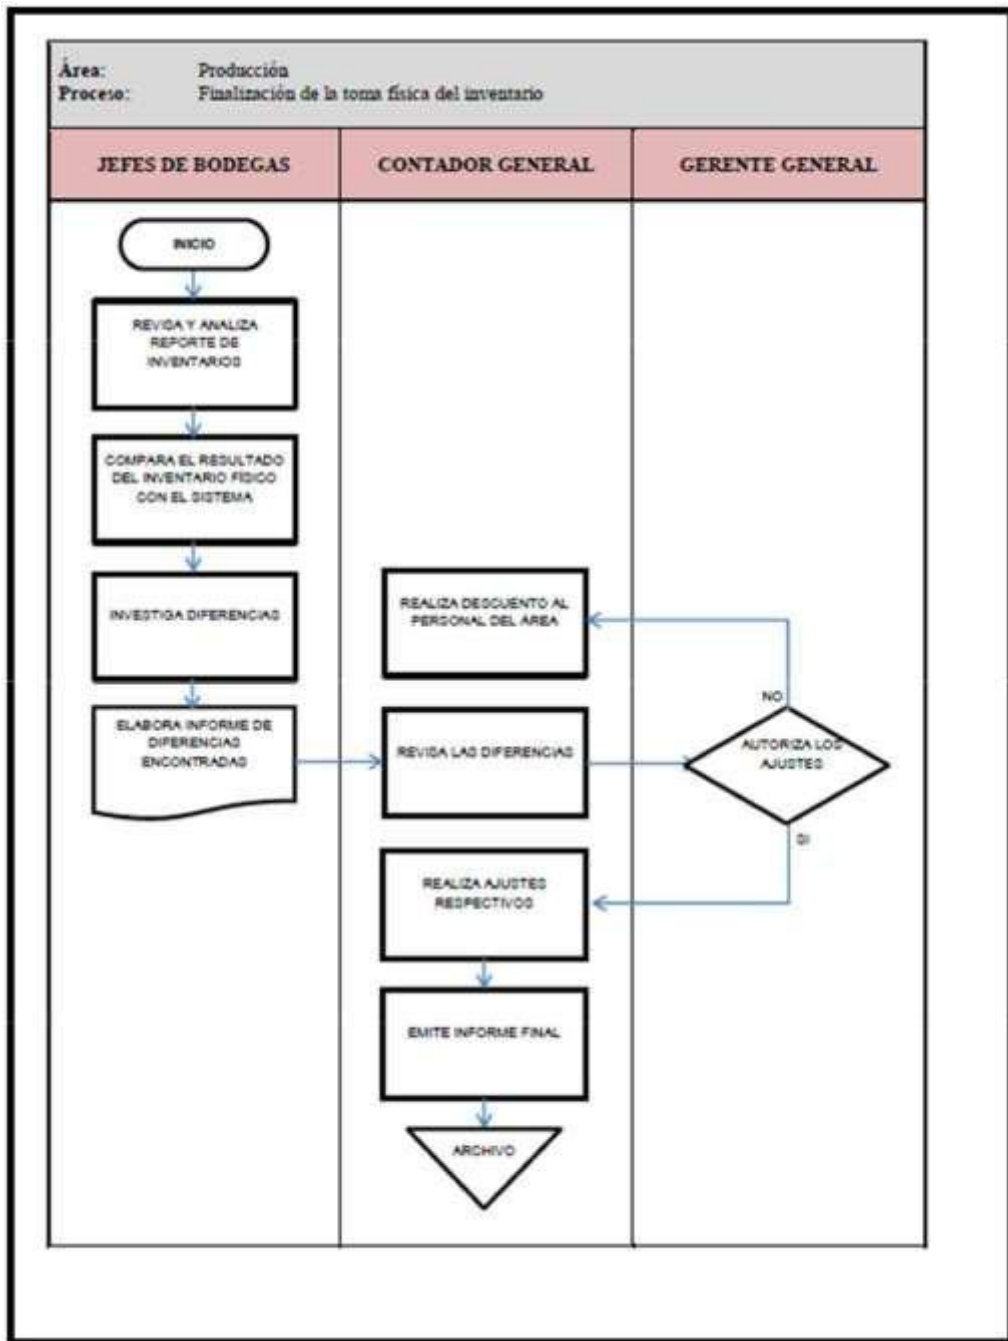 Área: Producción
Proceso: Finalización de la toma física del inventario
JEFES DE BODEGAS
CONTADOR GENERAL
GERENTE GENERAL
INICIO
REVISA Y ANALIZA
REPORTE DE
INVENTARIOS
COMPARA EL RESULTADO
DEL INVENTARIO FÍSICO
CON EL SISTEMA
INVESTIGA DIFERENCIAS
ELABORA INFORME DE
DIFERENCIAS
ENCONTRADAS
REALIZA DESCUENTO AL
PERSONAL DEL ÁREA
REVISA LAS DIFERENCIAS
NO
AUTORIZA LOS
AJUSTES
SI
REALIZA AJUSTES
RESPECTIVOS
EMITE INFORME FINAL
ARCHIVO